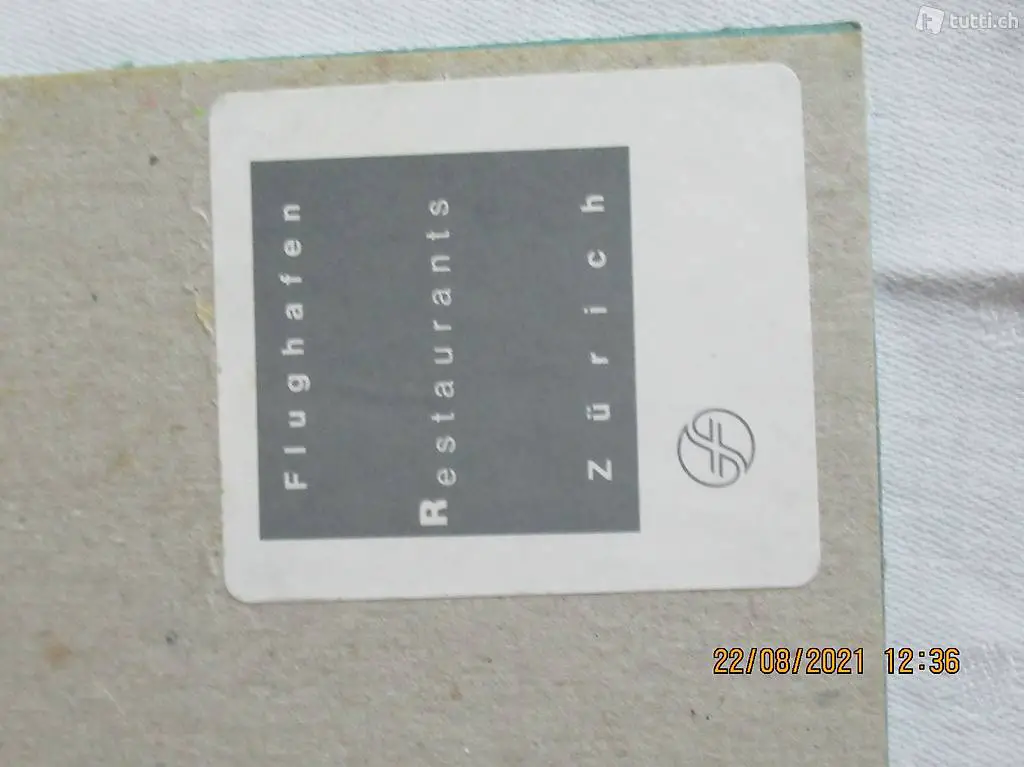 tutti.ch
Flughafen
Restaurants
Zürich
22/08/2021 12:36